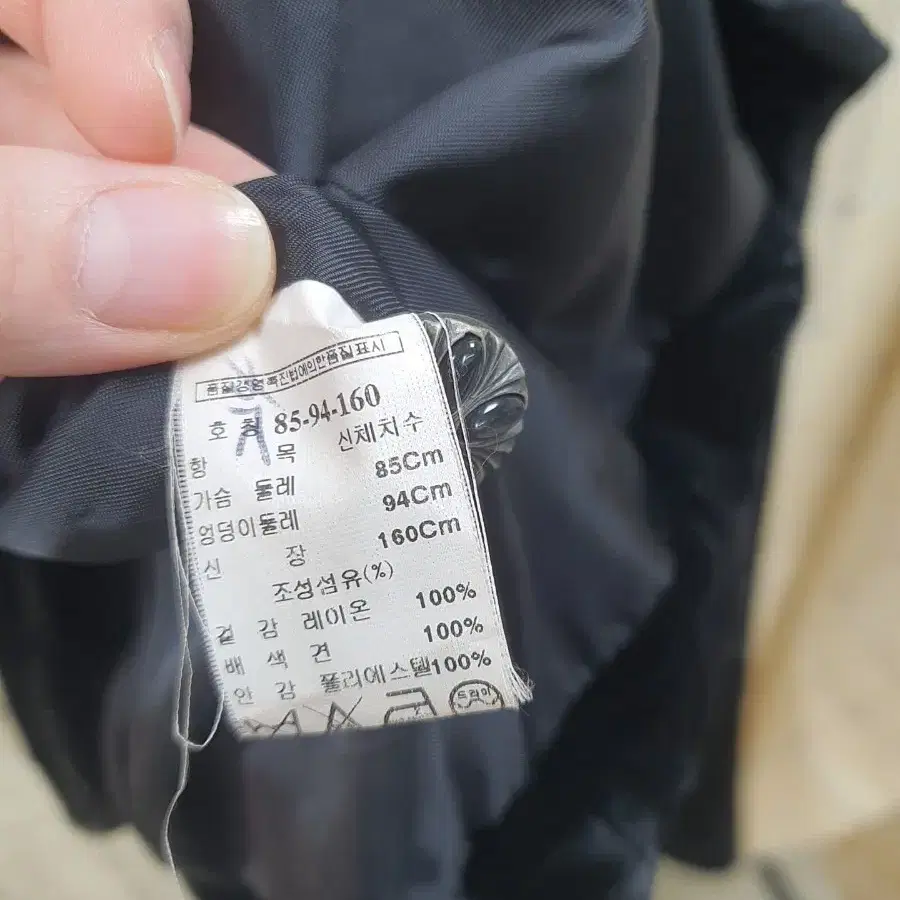 품질경영촉진법에의한품질표시
호 칭 85-94-160
항 목 신체치수
가슴 둘레 85Cm
엉덩이둘레 94Cm
신 장 160Cm
조성섬유(%)
겉 감 레이온 100%
배 색 견 100%
안 감 폴리에스텔100%
드라이